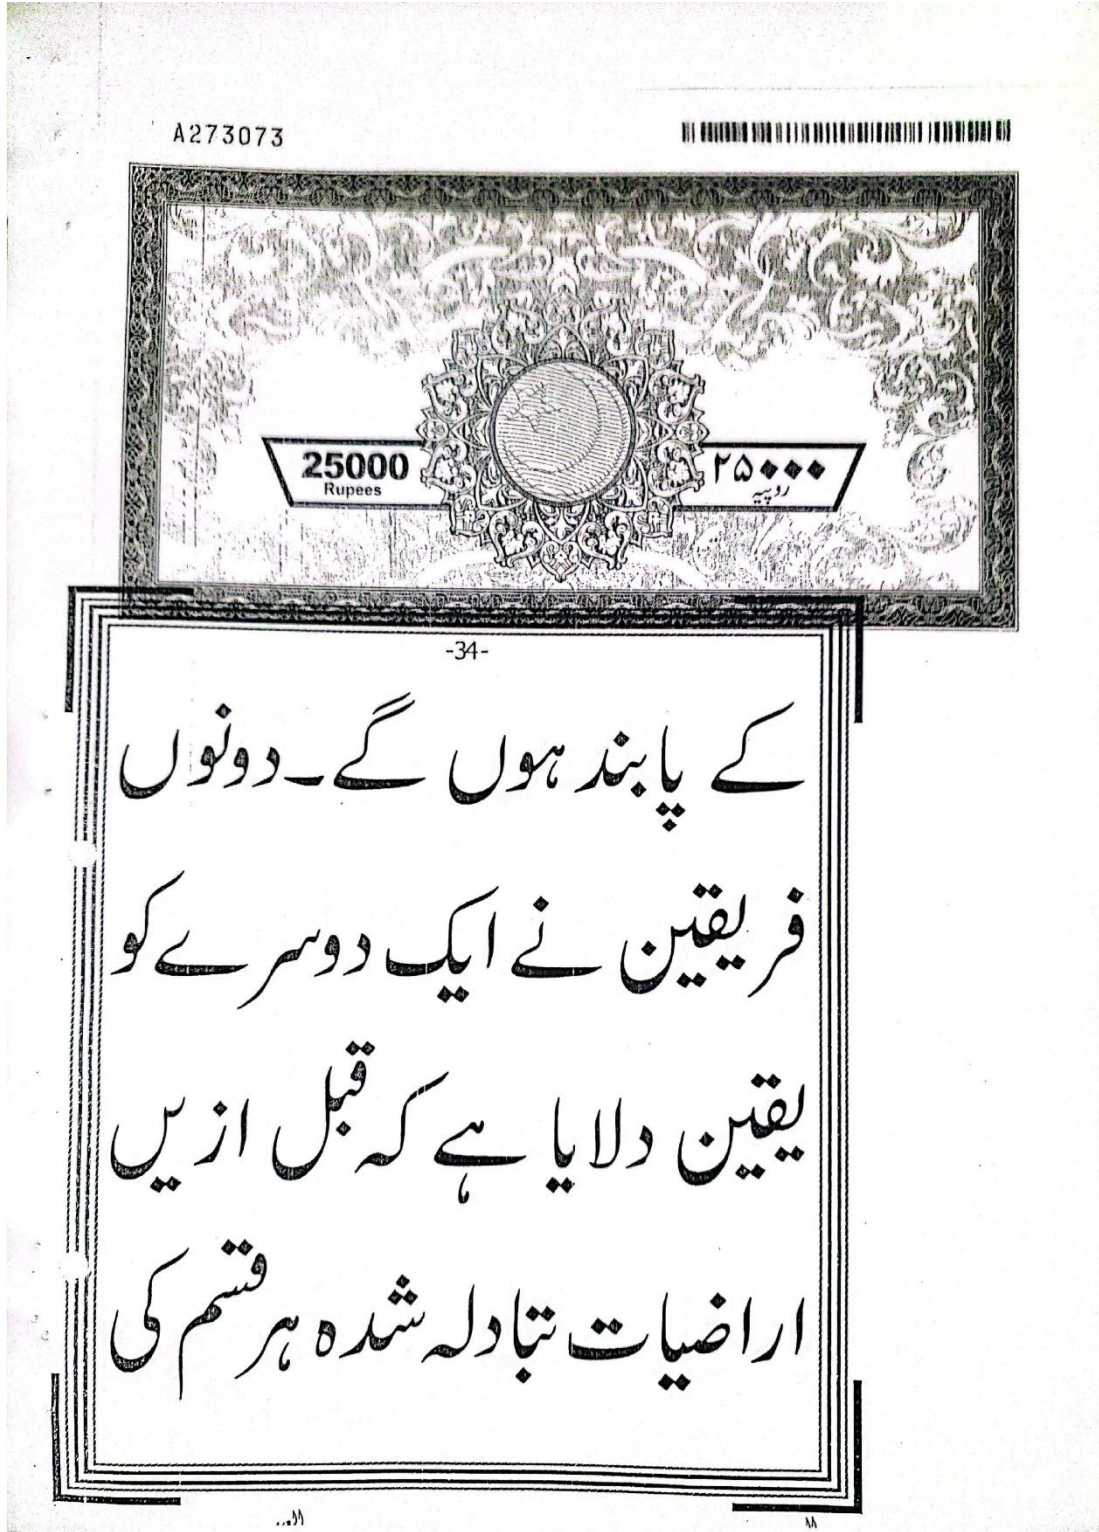 A273073
25000
Rupees
۲۵۰۰۰
روپیہ
-34-
کے پابند ہوں گے۔دونوں
فریقین نے ایک دوسرے کو
یقین دلایا ہے کہ قبل ازیں
اراضیات تبادلہ شدہ ہر قسم کی